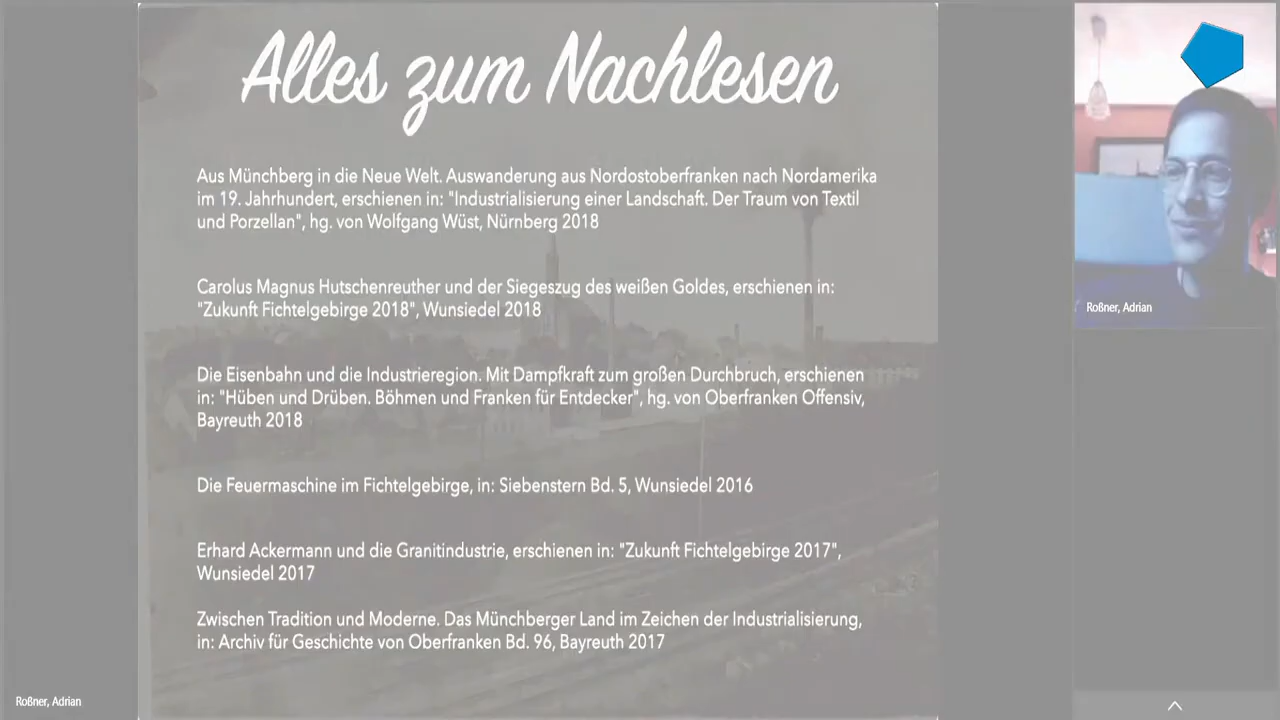 Alles zum Nachlesen
Aus Münchberg in die Neue Welt. Auswanderung aus Nordostoberfranken nach Nordamerika
im 19. Jahrhundert, erschienen in: "Industrialisierung einer Landschaft. Der Traum von Textil
und Porzellan", hg. von Wolfgang Wüst, Nürnberg 2018
Carolus Magnus Hutschenreuther und der Siegeszug des weißen Goldes, erschienen in:
"Zukunft Fichtelgebirge 2018", Wunsiedel 2018
Die Eisenbahn und die Industrieregion. Mit Dampfkraft zum großen Durchbruch, erschienen
in: "Hüben und Drüben. Böhmen und Franken für Entdecker", hg. von Oberfranken Offensiv,
Bayreuth 2018
Die Feuermaschine im Fichtelgebirge, in: Siebenstern Bd. 5, Wunsiedel 2016
Erhard Ackermann und die Granitindustrie, erschienen in: "Zukunft Fichtelgebirge 2017",
Wunsiedel 2017
Zwischen Tradition und Moderne. Das Münchberger Land im Zeichen der Industrialisierung,
in: Archiv für Geschichte von Oberfranken Bd. 96, Bayreuth 2017
Roßner, Adrian
Roßner, Adrian